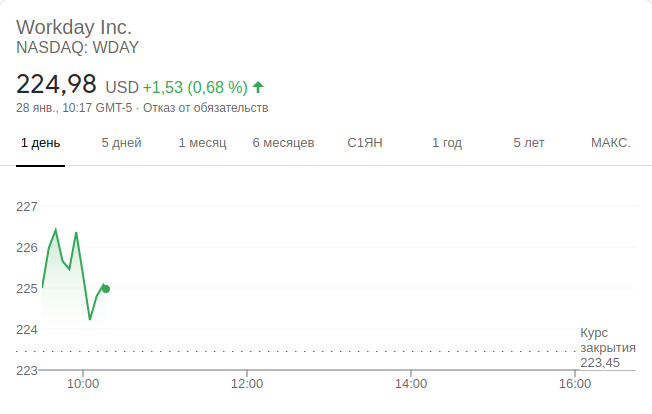 Workday Inc.
NASDAQ: WDAY
224,98 USD +1,53 (0,68 %)
28 янв., 10:17 GMT-5 · Отказ от обязательств
1 день 5 дней 1 месяц 6 месяцев С1ЯН 1 год 5 лет МАКС.
227
226
225
224
Курс
закрытия
223,45
223
10:00 12:00 14:00 16:00